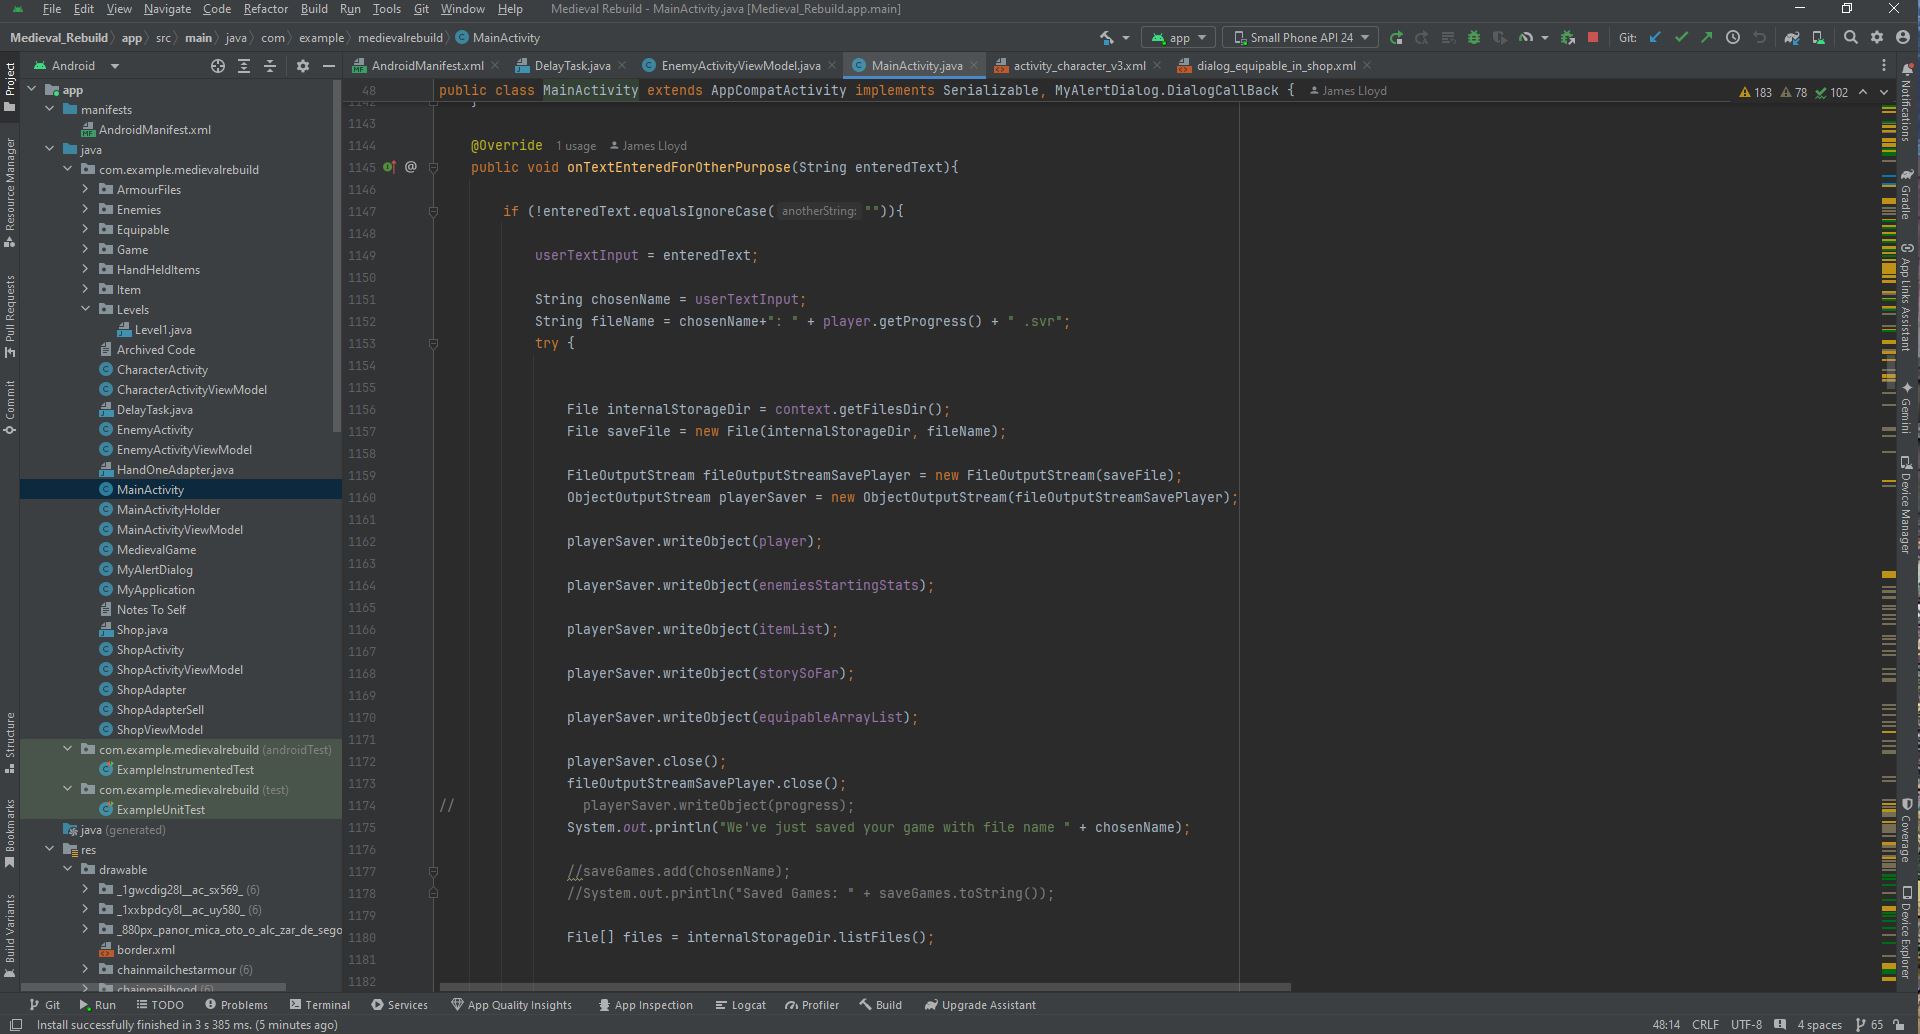 File Edit View Navigate Code Refactor Build Run Tools Git Window Help Medieval Rebuild - MainActivity.java [Medieval_Rebuild.app.main]
Medieval_Rebuild app src main java com example medievalrebuild MainActivity app Small Phone API 24 Git:
Android AndroidManifest.xml DelayTask.java EnemyActivityViewModel.java MainActivity.java activity_character_v3.xml dialog_equipable_in_shop.xml
Project
Resource Manager
Pull Requests
Commit
Structure
Bookmarks
Build Variants
app
manifests
AndroidManifest.xml
java
com.example.medievalrebuild
ArmourFiles
Enemies
Equipable
Game
HandHeldItems
Item
Levels
Level1.java
Archived Code
CharacterActivity
CharacterActivityViewModel
DelayTask.java
EnemyActivity
EnemyActivityViewModel
HandOneAdapter.java
MainActivity
MainActivityHolder
MainActivityViewModel
MedievalGame
MyAlertDialog
MyApplication
Notes To Self
Shop.java
ShopActivity
ShopActivityViewModel
ShopAdapter
ShopAdapterSell
ShopViewModel
com.example.medievalrebuild (androidTest)
ExampleInstrumentedTest
com.example.medievalrebuild (test)
ExampleUnitTest
java (generated)
res
drawable
_1gwcdig28l__ac_sx569_ (6)
_1xxbpdcy8l__ac_uy580_ (6)
_880px_panor_mica_oto_o_alc_zar_de_sego
border.xml
chainmailchestarmour (6)
chainmailhood (6)
48 public class MainActivity extends AppCompatActivity implements Serializable, MyAlertDialog.DialogCallBack { James Lloyd 183 78 102
1142 }
1143
1144 @Override 1 usage James Lloyd
1145 @ public void onTextEnteredForOtherPurpose(String enteredText){
1146
1147 if (!enteredText.equalsIgnoreCase( anotherString: "")){
1148
1149 userTextInput = enteredText;
1150
1151 String chosenName = userTextInput;
1152 String fileName = chosenName+": " + player.getProgress() + " .svr";
1153 try {
1154
1155
1156 File internalStorageDir = context.getFilesDir();
1157 File saveFile = new File(internalStorageDir, fileName);
1158
1159 FileOutputStream fileOutputStreamSavePlayer = new FileOutputStream(saveFile);
1160 ObjectOutputStream playerSaver = new ObjectOutputStream(fileOutputStreamSavePlayer);
1161
1162 playerSaver.writeObject(player);
1163
1164 playerSaver.writeObject(enemiesStartingStats);
1165
1166 playerSaver.writeObject(itemList);
1167
1168 playerSaver.writeObject(storySoFar);
1169
1170 playerSaver.writeObject(equipableArrayList);
1171
1172 playerSaver.close();
1173 fileOutputStreamSavePlayer.close();
1174 // playerSaver.writeObject(progress);
1175 System.out.println("We've just saved your game with file name " + chosenName);
1176
1177 //saveGames.add(chosenName);
1178 //System.out.println("Saved Games: " + saveGames.toString());
1179
1180 File[] files = internalStorageDir.listFiles();
1181
1182
Notifications
Gradle
App Links Assistant
Gemini
Device Manager
Coverage
Device Explorer
Git Run TODO Problems Terminal Services App Quality Insights App Inspection Logcat Profiler Build Upgrade Assistant
Install successfully finished in 3 s 385 ms. (5 minutes ago) 48:14 CRLF UTF-8 4 spaces 65